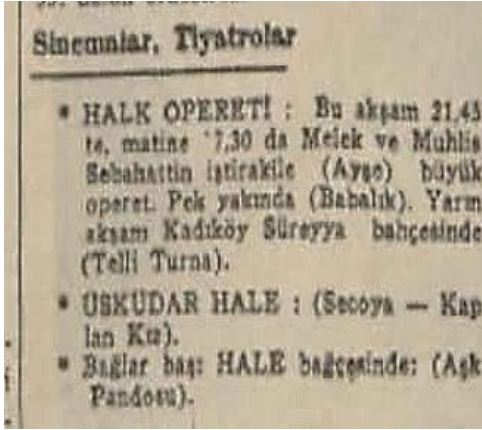 Sinemalar, Tiyatrolar
* HALK OPERETİ : Bu akşam 21,45
te, matine 17,30 da Melek ve Muhlis
Sebahattin iştirakile (Ayşe) büyük
operet. Pek yakında (Babalık). Yarın
akşam Kadıköy Süreyya bahçesinde
(Telli Turna).
* ÜSKÜDAR HALE : (Secoya — Kap
lan Kız).
* Bağlar başı HALE bağçesinde: (Aşk
Pandosu).